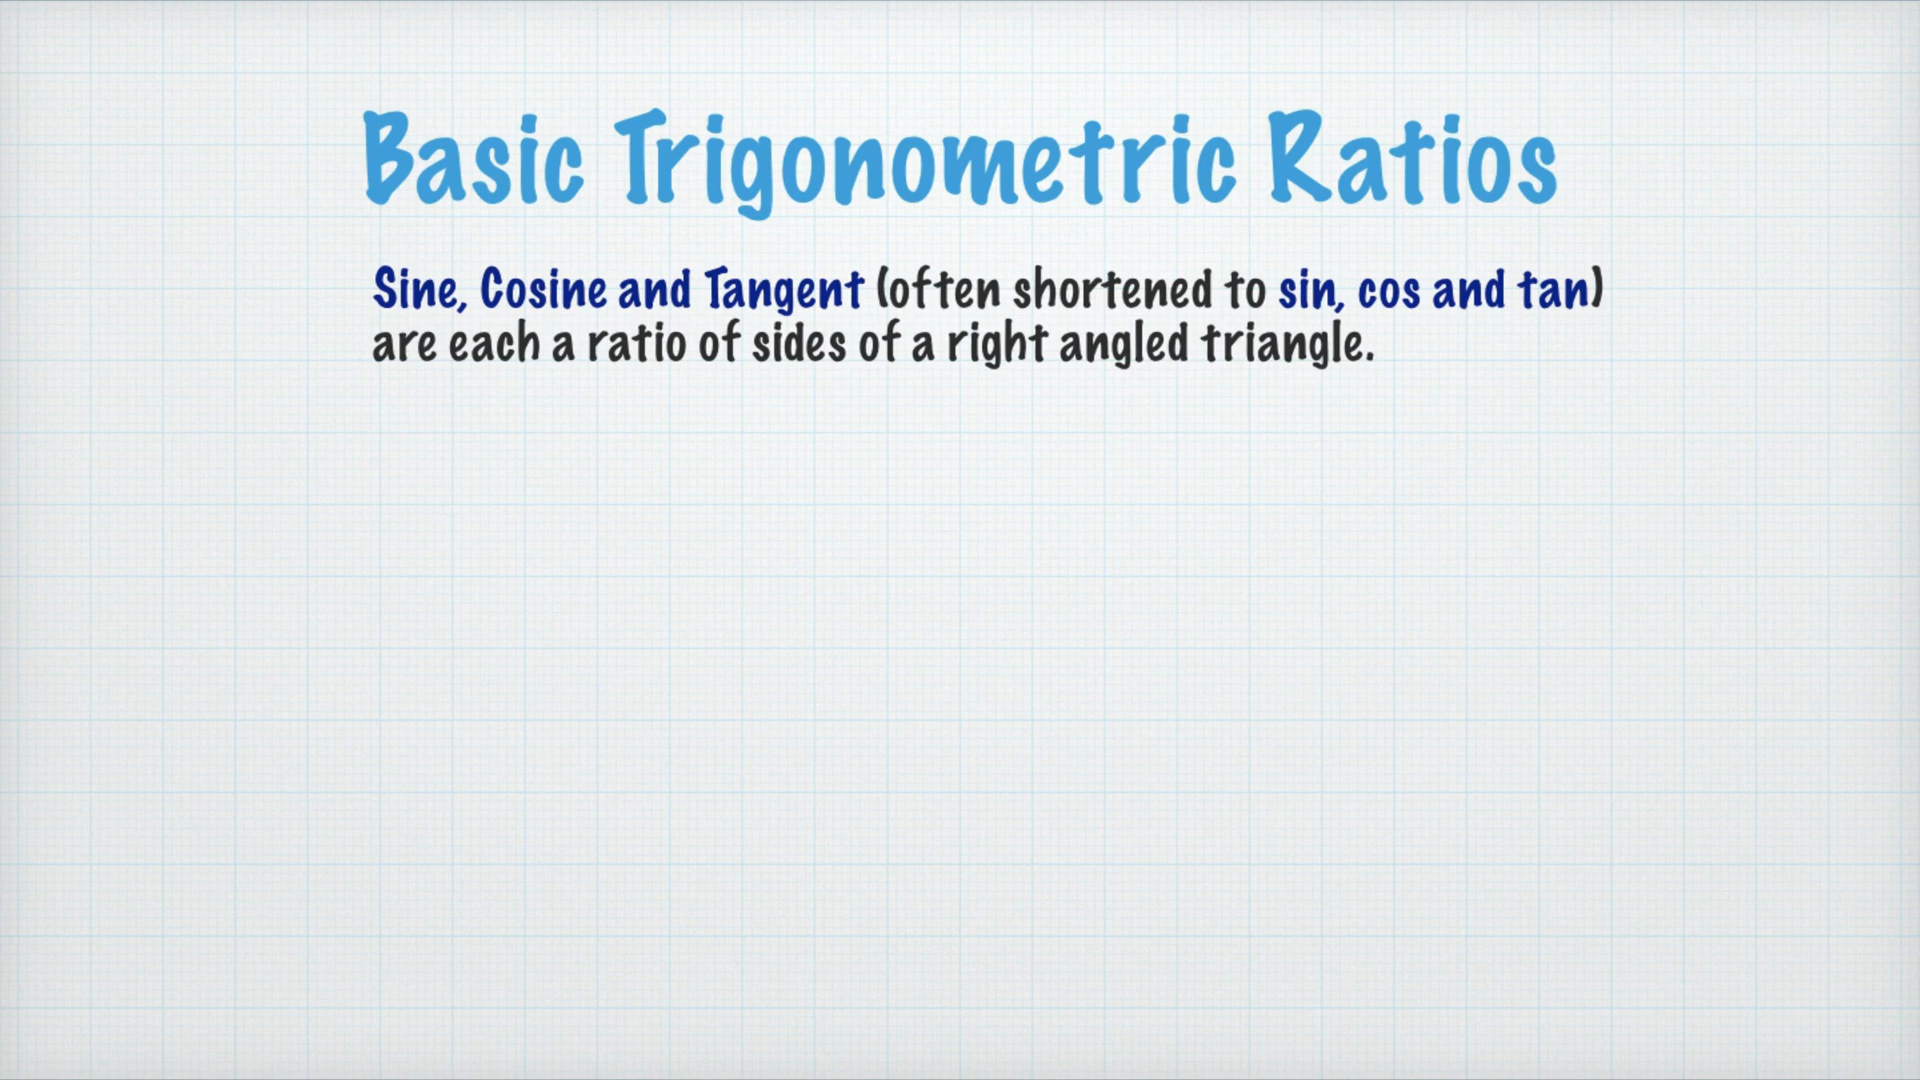 Basic Trigonometric Ratios
Sine, Cosine and Tangent (often shortened to sin, cos and tan)
are each a ratio of sides of a right angled triangle.